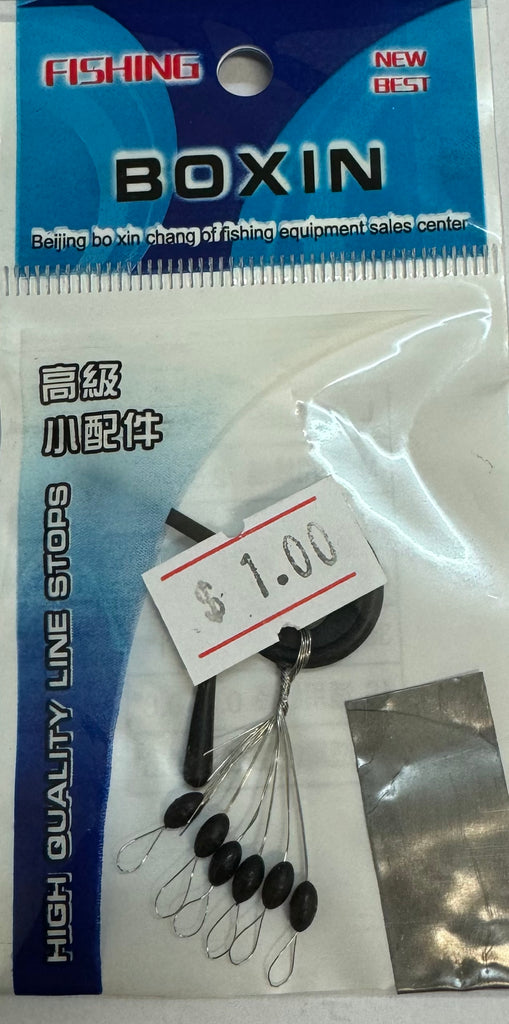 FISHING
NEW
BEST
BOXIN
Beijing bo xin chang of fishing equipment sales center
高級
小配件
HIGH QUALITY LINE STOPS
$ 1.00